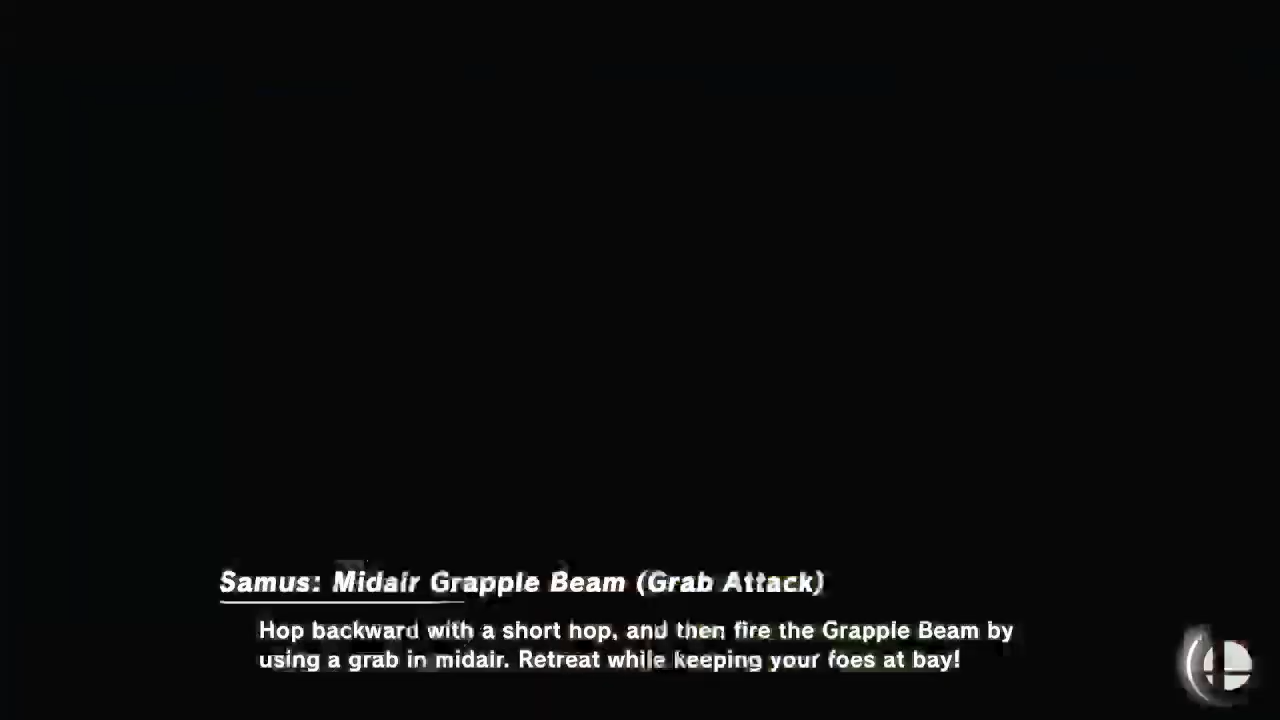 Samus: Midair Grapple Beam (Grab Attack)
Hop backward with a short hop, and then fire the Grapple Beam by
using a grab in midair. Retreat while keeping your foes at bay!